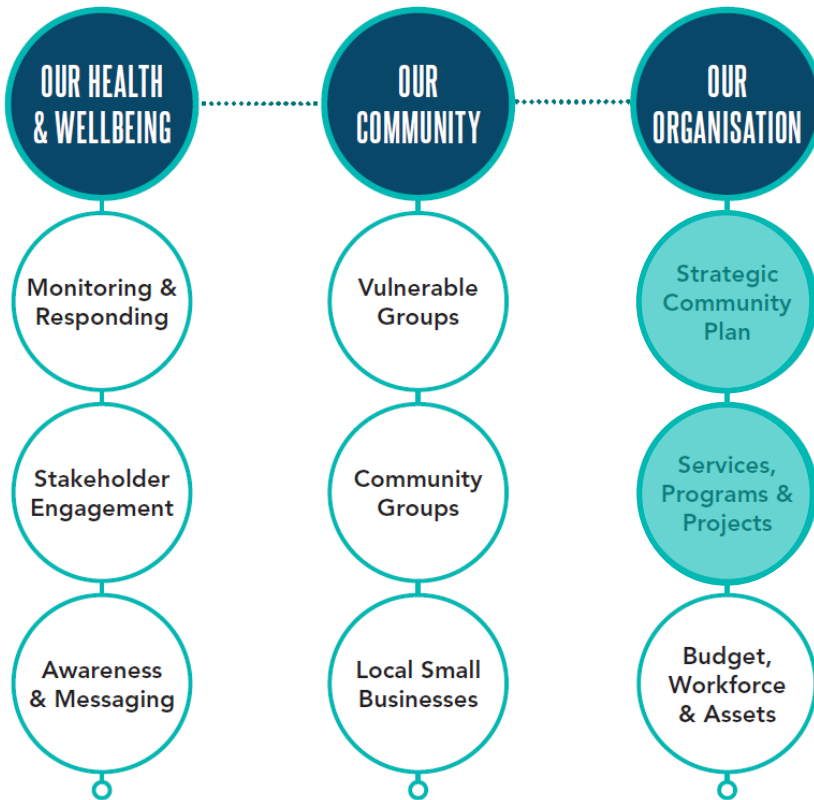 OUR HEALTH
& WELLBEING
Monitoring &
Responding
Stakeholder
Engagement
Awareness
& Messaging
OUR
COMMUNITY
Vulnerable
Groups
Community
Groups
Local Small
Businesses
OUR
ORGANISATION
Strategic
Community
Plan
Services,
Programs &
Projects
Budget,
Workforce
& Assets